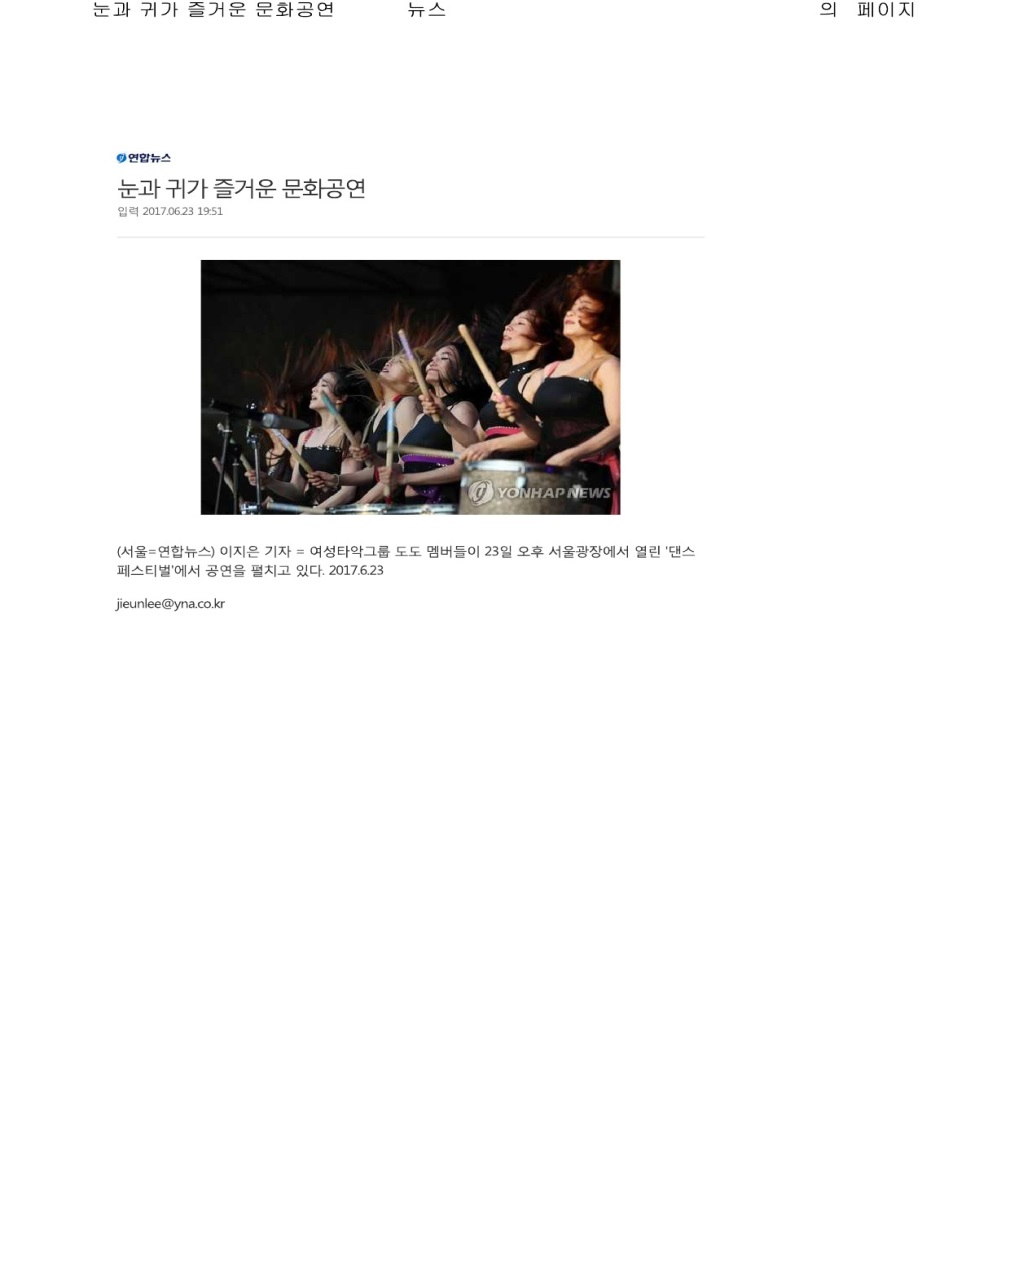 눈과 귀가 즐거운 문화공연 뉴스 의 페이지
연합뉴스
눈과 귀가 즐거운 문화공연
입력 2017.06.23 19:51
YONHAP NEWS
(서울=연합뉴스) 이지은 기자 = 여성타악그룹 도도 멤버들이 23일 오후 서울광장에서 열린 '댄스
페스티벌'에서 공연을 펼치고 있다. 2017.6.23
jieunlee@yna.co.kr